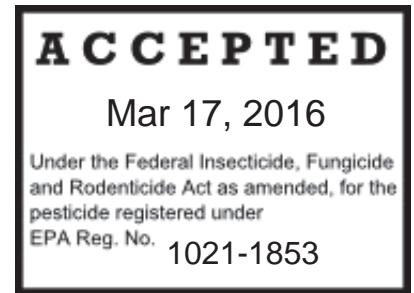 ACCEPTED
Mar 17, 2016
Under the Federal Insecticide, Fungicide
and Rodenticide Act as amended, for the
pesticide registered under
EPA Reg. No. 1021-1853